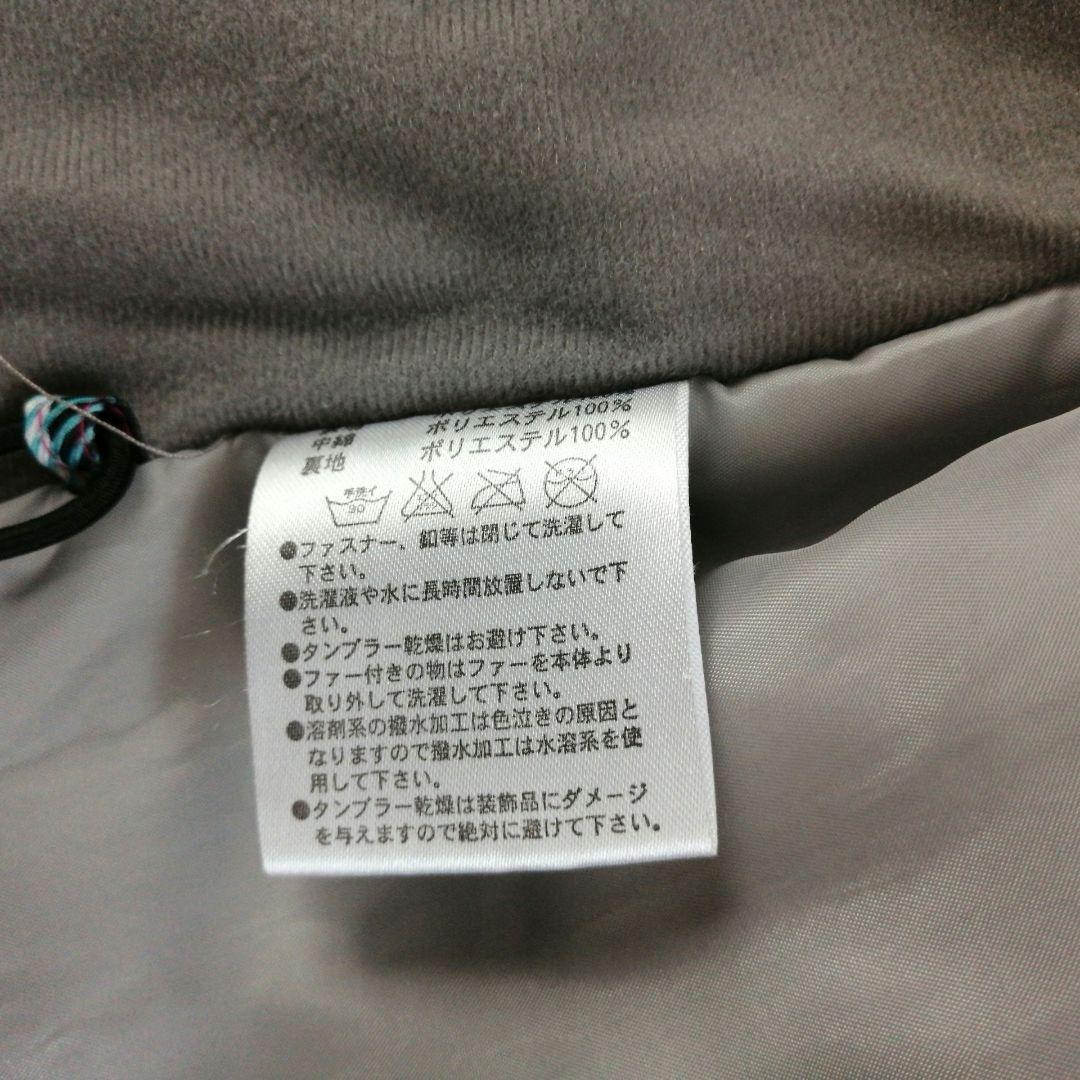 中綿 ポリエステル100%
裏地 ポリエステル100%
手洗イ 30
●ファスナー、釦等は閉じて洗濯して
下さい。
●洗濯液や水に長時間放置しないで下
さい。
●タンブラー乾燥はお避け下さい。
●ファー付きの物はファーを本体より
取り外して洗濯して下さい。
●溶剤系の撥水加工は色泣きの原因と
なりますので撥水加工は水溶系を使
用して下さい。
●タンブラー乾燥は装飾品にダメージ
を与えますので絶対に避けて下さい。